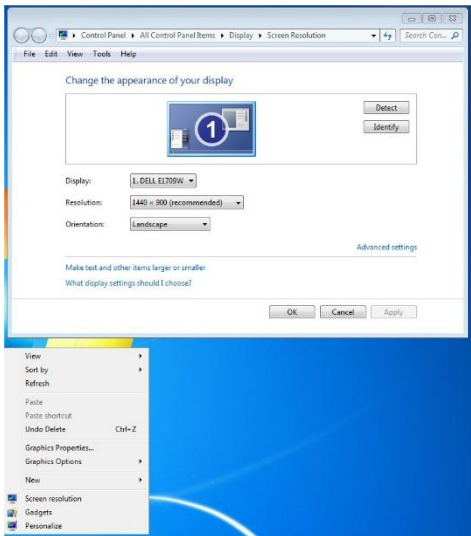 Control Panel ▸ All Control Panel Items ▸ Display ▸ Screen Resolution
Search Con...
File Edit View Tools Help
Change the appearance of your display
1
Detect
Identify
Display: 1. DELL E1709W
Resolution: 1440 × 900 (recommended)
Orientation: Landscape
Advanced settings
Make text and other items larger or smaller
What display settings should I choose?
OK Cancel Apply
View
Sort by
Refresh
Paste
Paste shortcut
Undo Delete Ctrl+Z
Graphics Properties...
Graphics Options
New
Screen resolution
Gadgets
Personalize